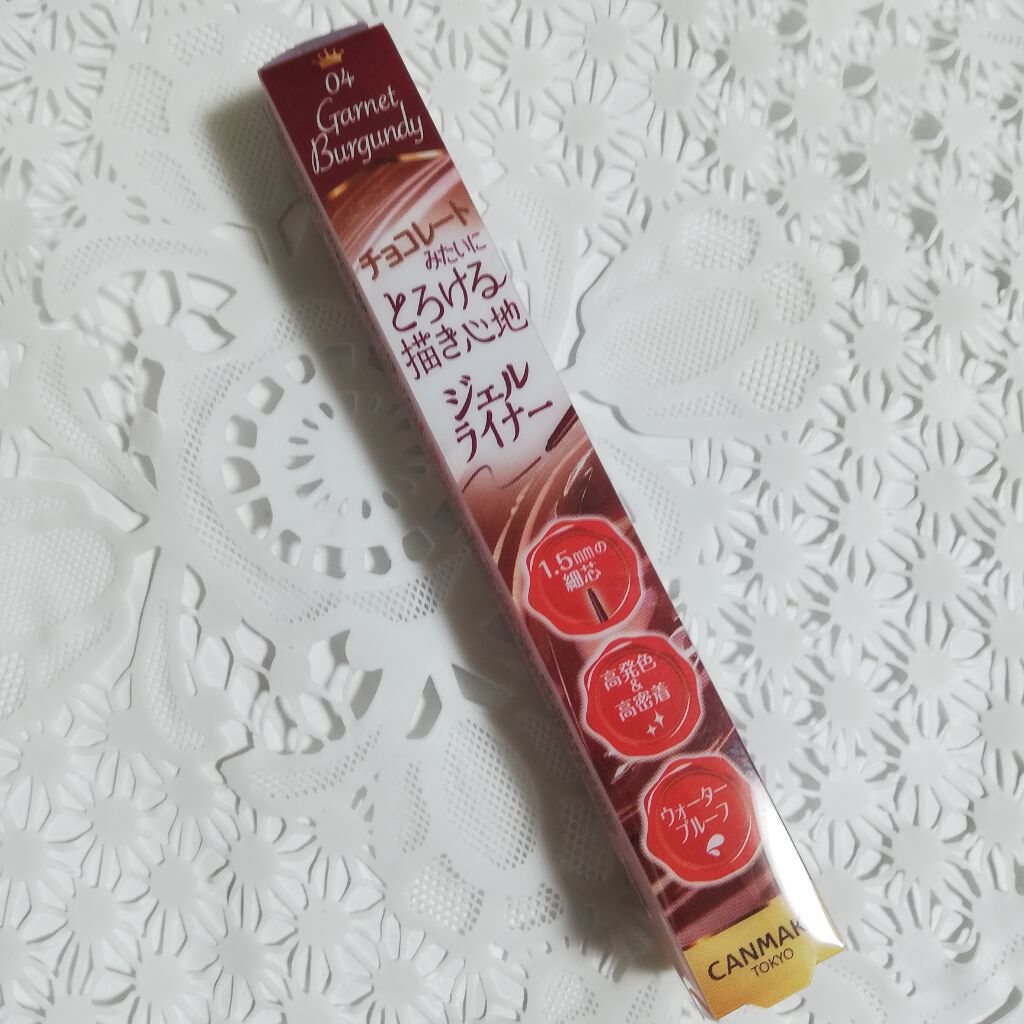 04
Garnet
Burgundy
チョコレート
みたいに
とろける
描き心地
ジェル
ライナー
1.5mmの
細芯
高発色
&
高密着
ウォーター
プルーフ
CANMAK
TOKYO